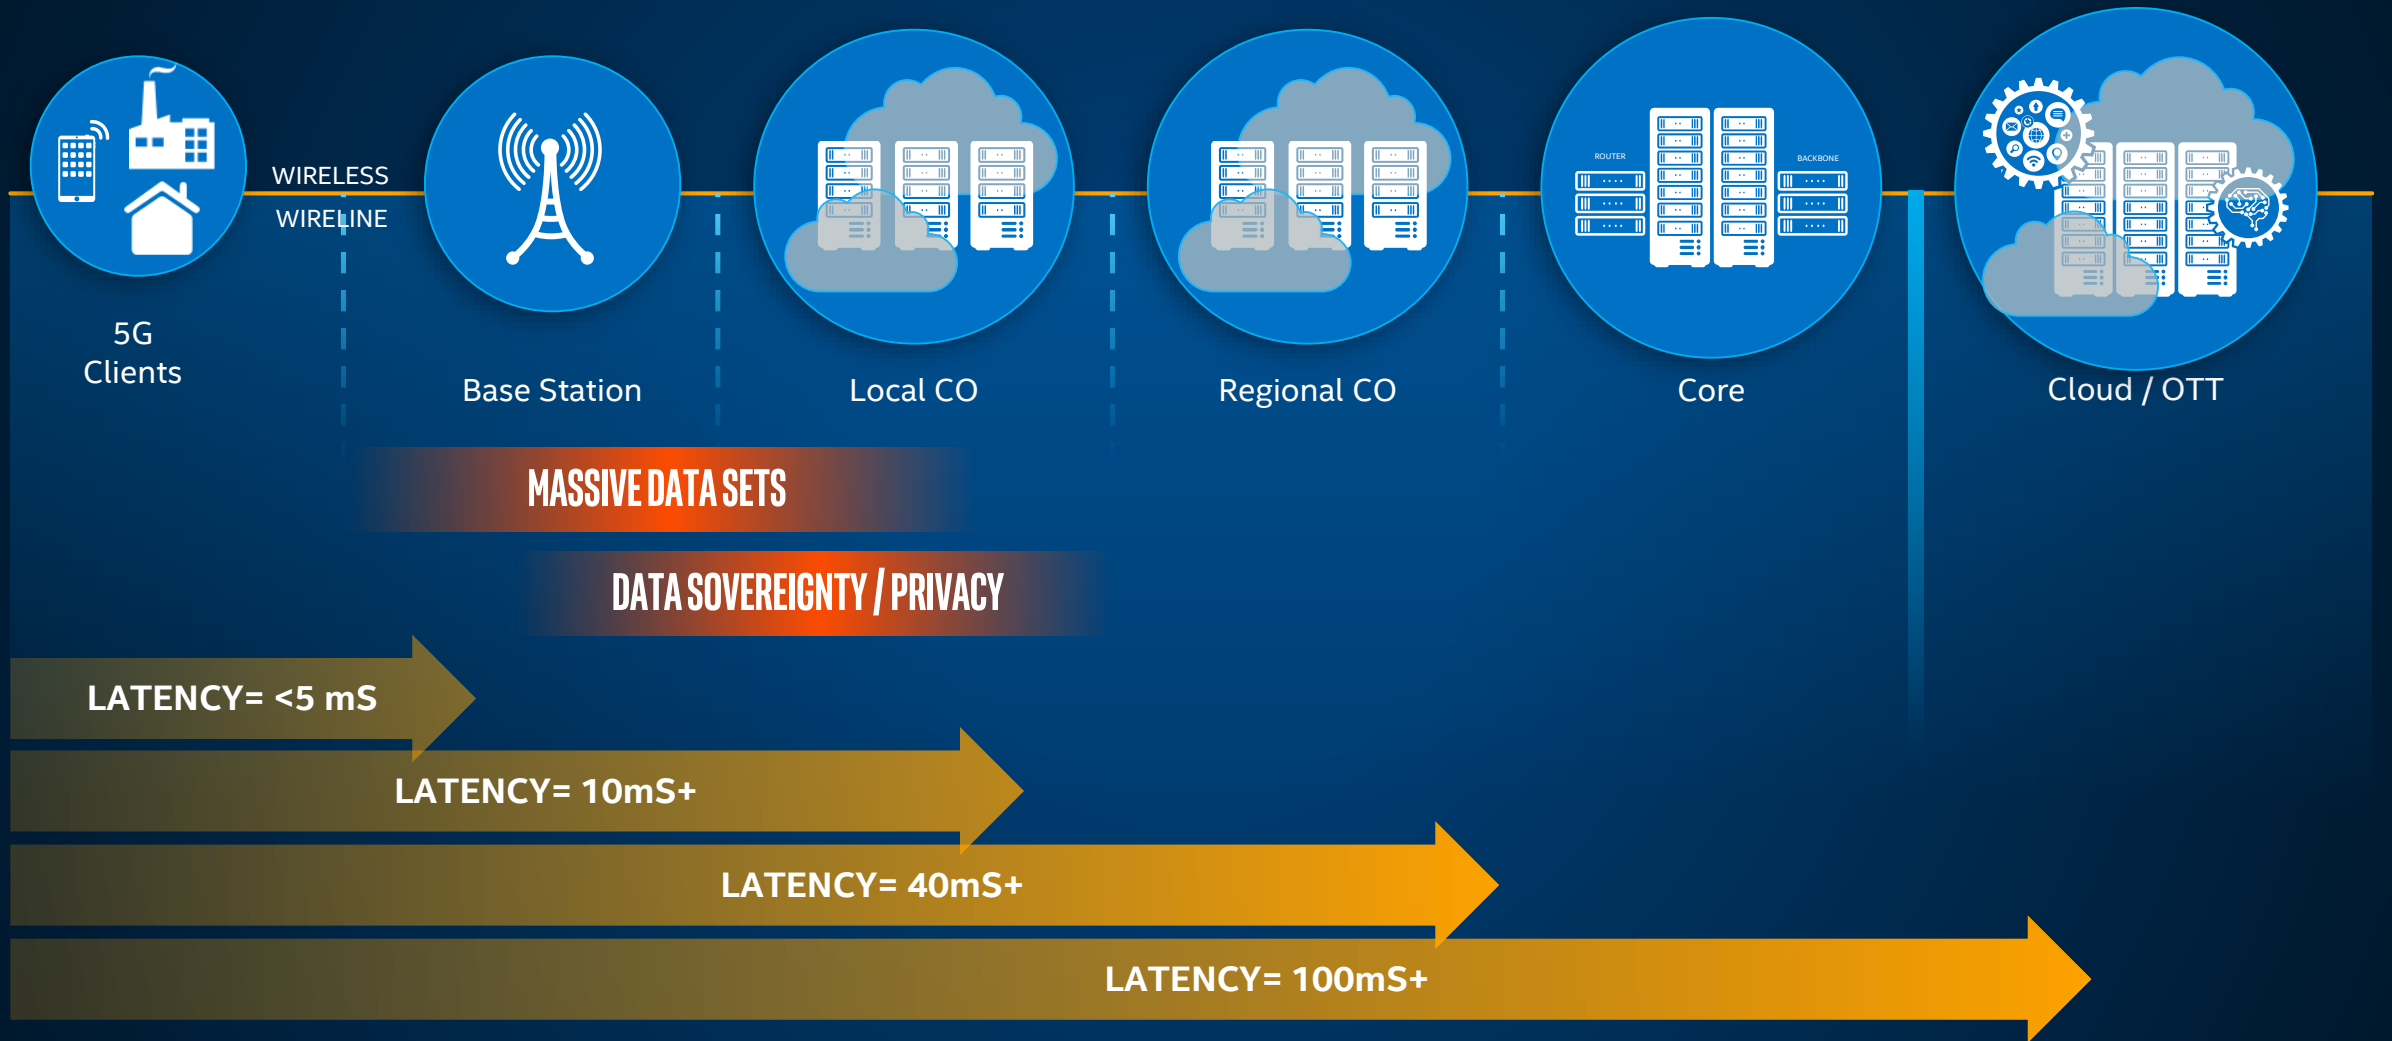 WIRELESS
WIRELINE
ROUTER
BACKBONE
5G
Clients
Base Station
Local CO
Regional CO
Core
Cloud / OTT
MASSIVE DATA SETS
DATA SOVEREIGNTY / PRIVACY
LATENCY= <5 mS
LATENCY= 10mS+
LATENCY= 40mS+
LATENCY= 100mS+